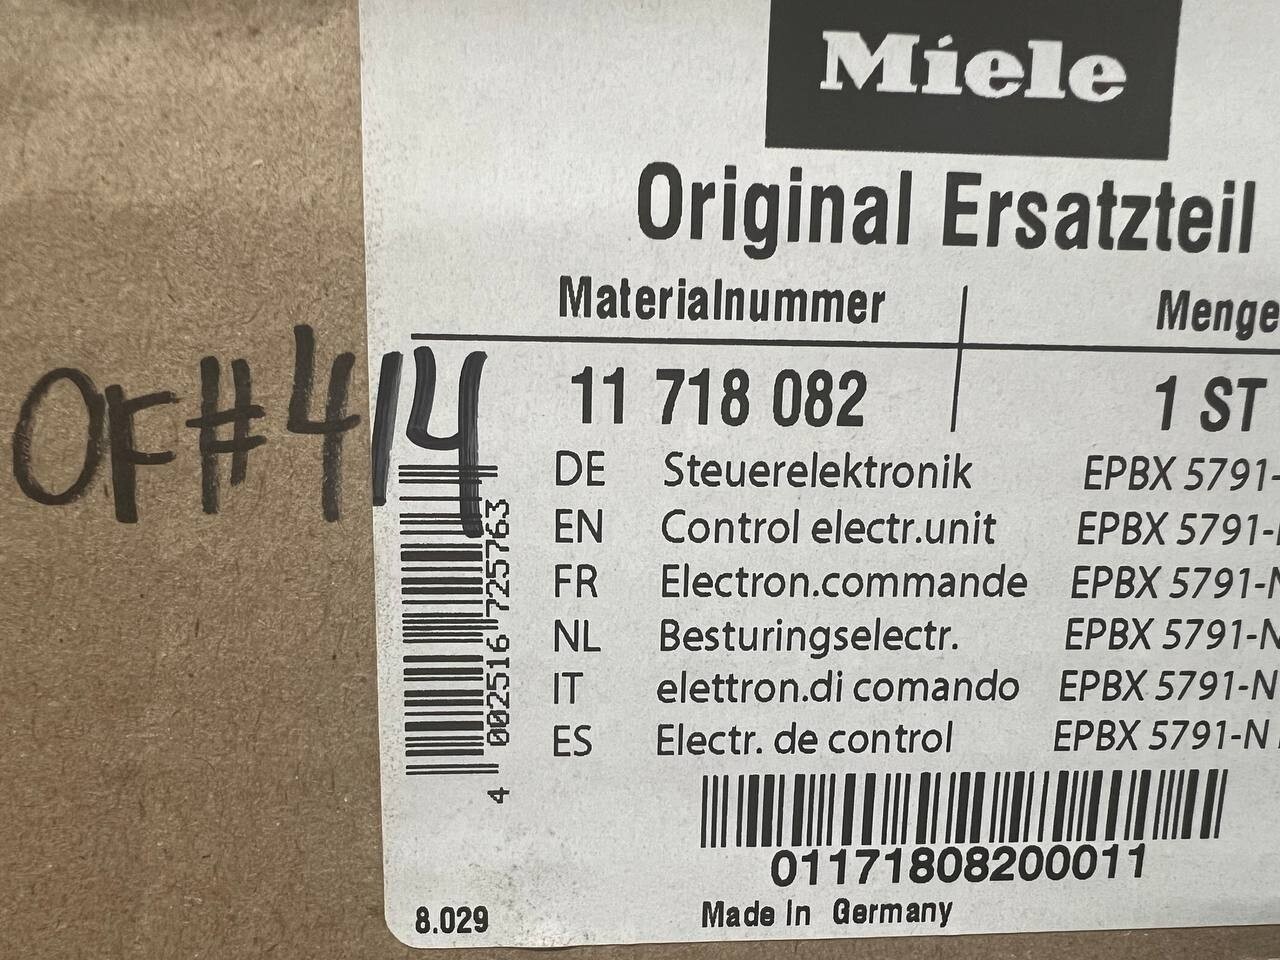 Miele
Original Ersatzteil
Materialnummer Menge
OF#414
11 718 082 1 ST
DE Steuerelektronik EPBX 5791-
EN Control electr.unit EPBX 5791-
FR Electron.commande EPBX 5791-N
NL Besturingselectr. EPBX 5791-N
IT elettron.di comando EPBX 5791-N
ES Electr. de control EPBX 5791-N
4 002516 725763
01171808200011
8.029 Made in Germany